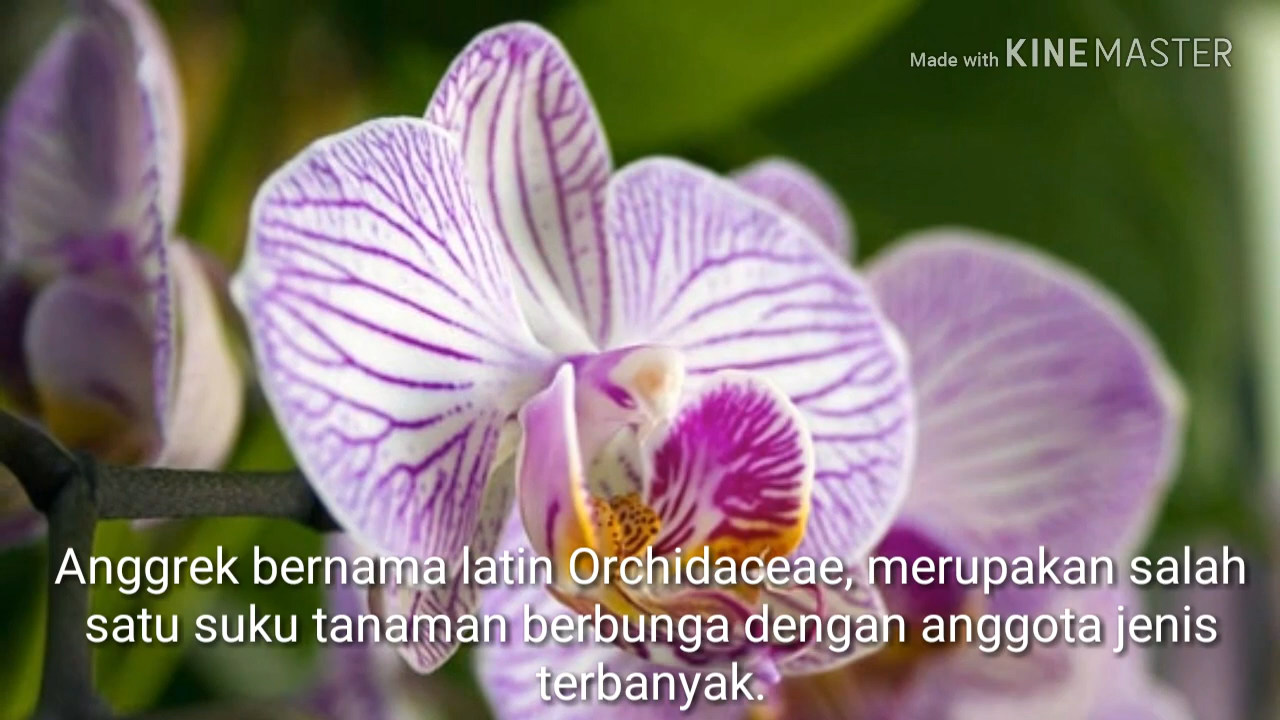 Made with KINEMASTER
Anggrek bernama latin Orchidaceae, merupakan salah
satu suku tanaman berbunga dengan anggota jenis
terbanyak.